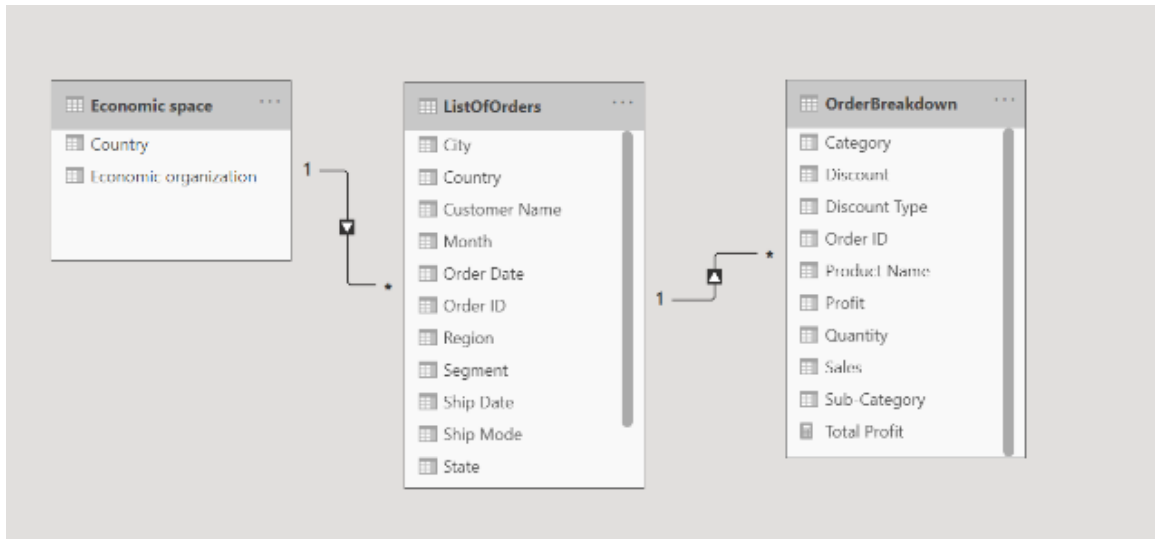 Economic space
Country
Economic organization
1
*
ListOfOrders
City
Country
Customer Name
Month
Order Date
Order ID
Region
Segment
Ship Date
Ship Mode
State
1
*
OrderBreakdown
Category
Discount
Discount Type
Order ID
Product Name
Profit
Quantity
Sales
Sub-Category
Total Profit